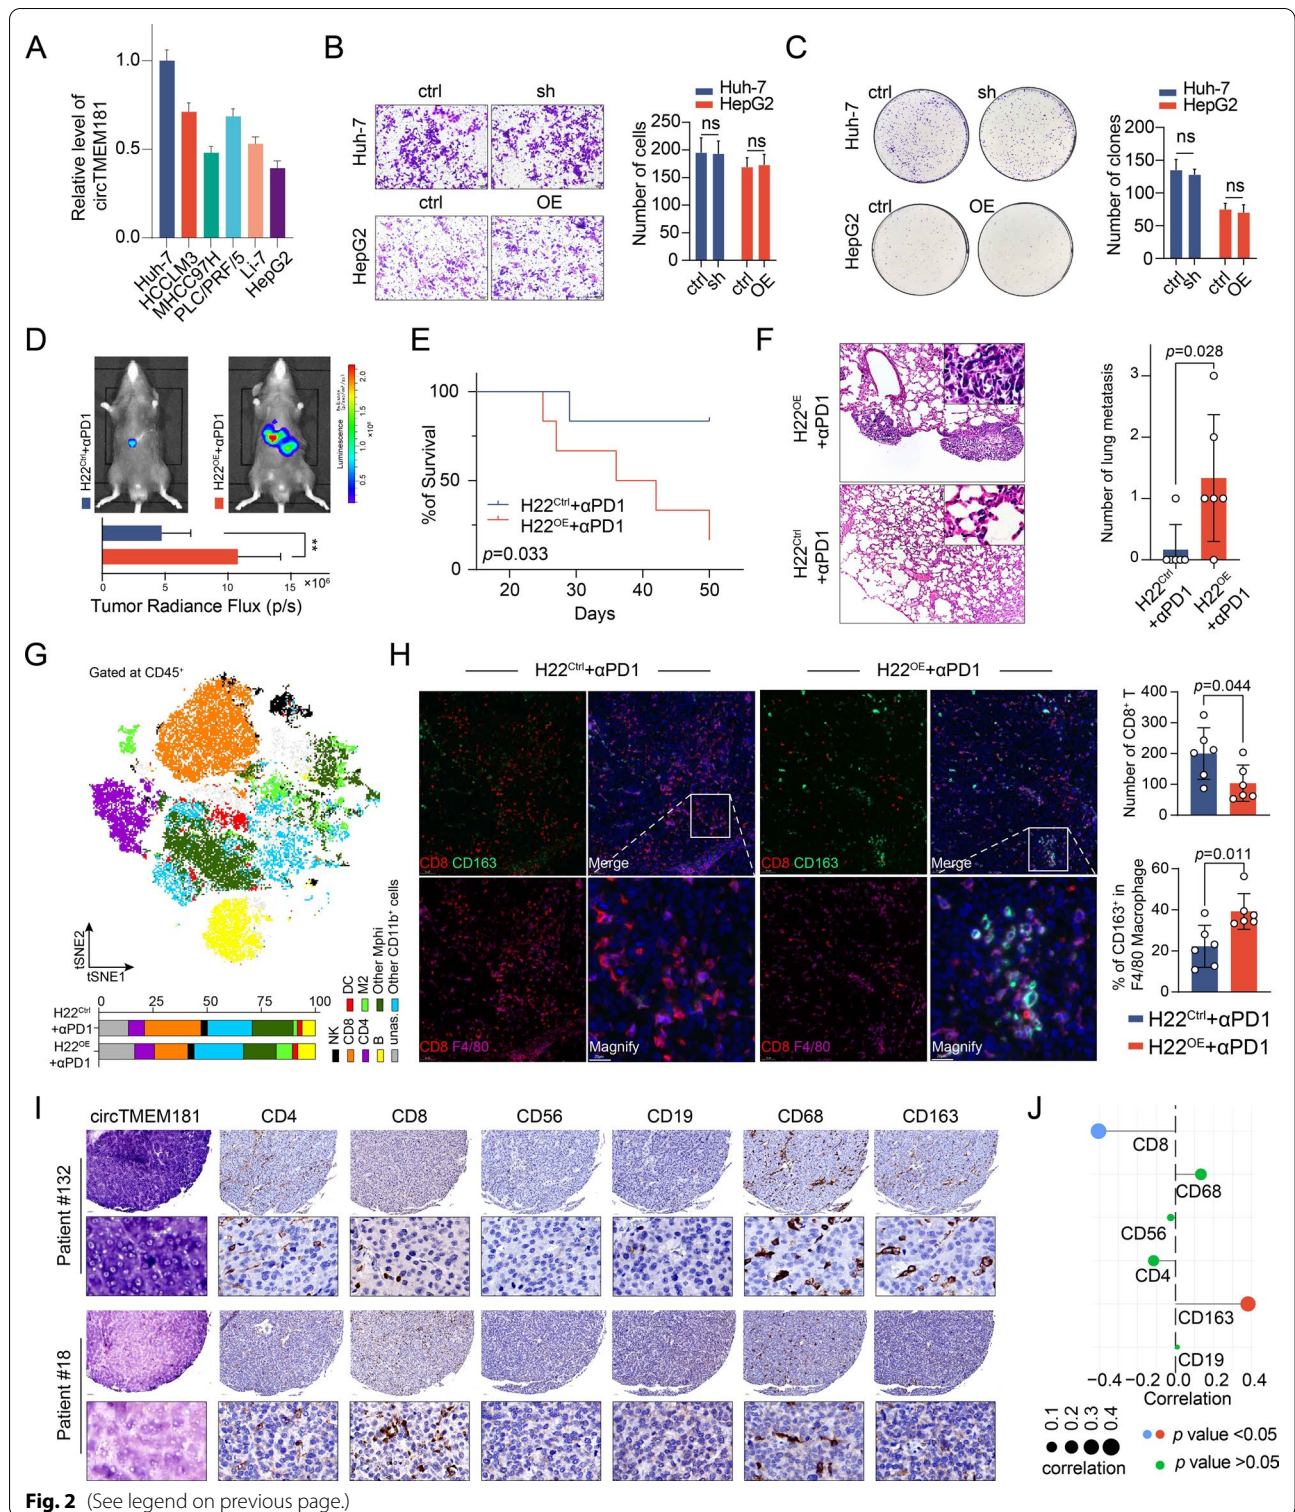 A
Relative level of
circTMEM181
1.0
0.5
0.0
Huh-7
HCCLM3
MHCC97H
PLC/PRF/5
Li-7
HepG2
B
ctrl
sh
Huh-7
ctrl
OE
HepG2
Huh-7
HepG2
Number of cells
250
200
150
100
50
0
ns
ns
ctrl
sh
ctrl
OE
C
ctrl
sh
Huh-7
ctrl
OE
HepG2
Huh-7
HepG2
Number of clones
200
150
100
50
0
ns
ns
ctrl
sh
ctrl
OE
D
H22Ctrl+αPD1
H22OE+αPD1
2.0
1.5
1.0
0.5
Luminescence
×10⁶
**
0
5
10
15
×10⁶
Tumor Radiance Flux (p/s)
E
% of Survival
100
50
0
H22Ctrl+αPD1
H22OE+αPD1
p=0.033
20
30
40
50
Days
F
H22OE
+αPD1
H22Ctrl
+αPD1
Number of lung metastasis
p=0.028
3
2
1
0
H22Ctrl
+αPD1
H22OE
+αPD1
G
Gated at CD45⁺
tSNE2
tSNE1
0
25
50
75
100
H22Ctrl
+αPD1
H22OE
+αPD1
NK
CD8
CD4
B
unas.
DC
M2
Other Mphi
Other CD11b⁺ cells
H
H22Ctrl+αPD1
H22OE+αPD1
CD8 CD163
Merge
CD8 CD163
Merge
CD8 F4/80
Magnify
CD8 F4/80
Magnify
Number of CD8⁺ T
p=0.044
400
300
200
100
0
% of CD163⁺ in
F4/80 Macrophage
p=0.011
60
40
20
0
H22Ctrl+αPD1
H22OE+αPD1
I
circTMEM181
CD4
CD8
CD56
CD19
CD68
CD163
Patient #132
Patient #18
J
CD8
CD68
CD56
CD4
CD163
CD19
−0.4 −0.2 0 0.2 0.4
Correlation
0.1
0.2
0.3
0.4
correlation
p value <0.05
p value >0.05
Fig. 2 (See legend on previous page.)